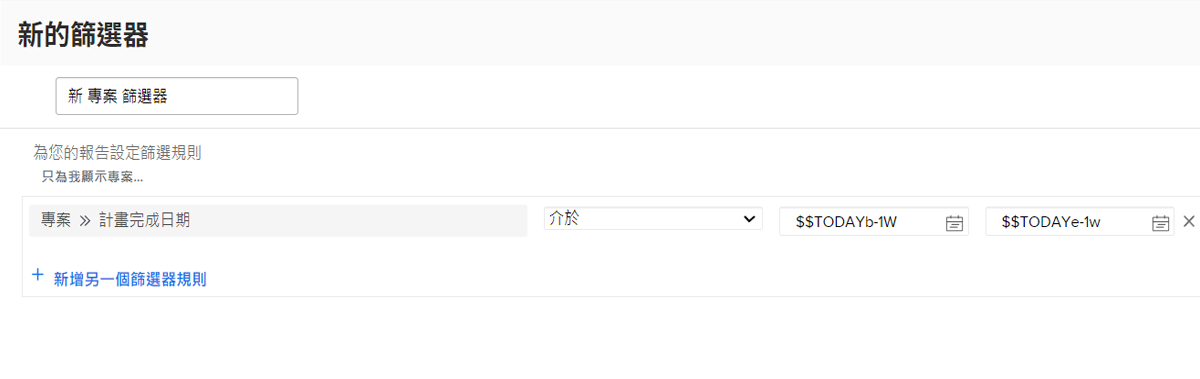 新的篩選器
新 專案 篩選器
為您的報告設定篩選規則
只為我顯示專案...
專案 » 計畫完成日期 介於 $$TODAYb-1W $$TODAYe-1w
+ 新增另一個篩選器規則